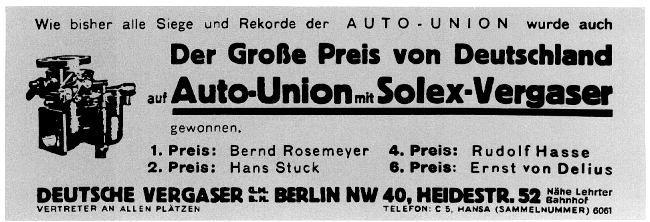 Wie bisher alle Siege und Rekorde der AUTO-UNION wurde auch
Der Große Preis von Deutschland
auf Auto-Union mit Solex-Vergaser
gewonnen.
1. Preis: Bernd Rosemeyer 4. Preis: Rudolf Hasse
2. Preis: Hans Stuck 6. Preis: Ernst von Delius
DEUTSCHE VERGASER G.M.B.H. BERLIN NW 40, HEIDESTR. 52 Nähe Lehrter Bahnhof
VERTRETER AN ALLEN PLÄTZEN TELEFON: C 5, HANSA (SAMMELNUMMER) 6061